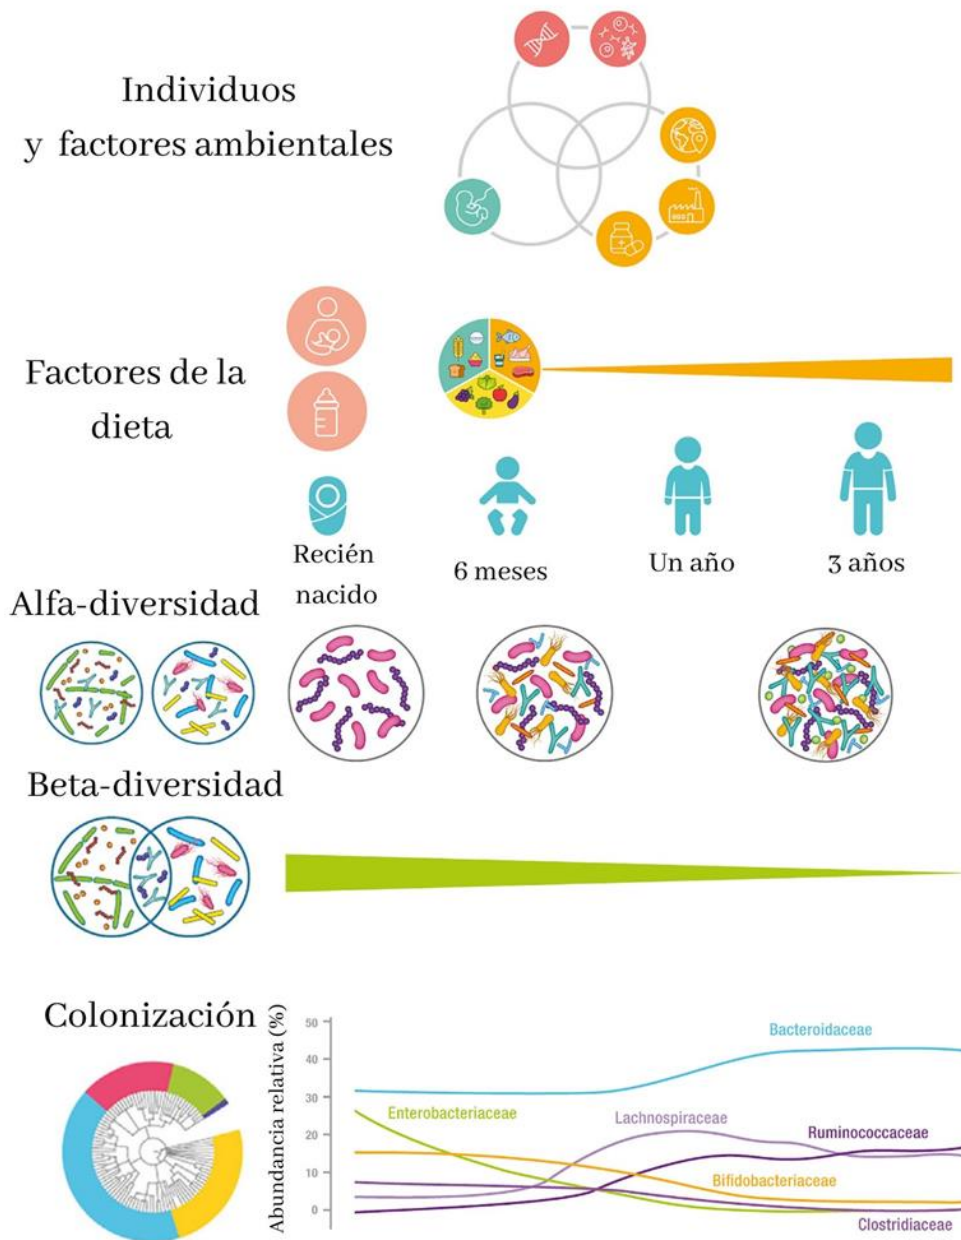 Individuos
y factores ambientales
Factores de la
dieta
Recién
nacido
6 meses
Un año
3 años
Alfa-diversidad
Beta-diversidad
Colonización
Abundancia relativa (%)
50
40
30
20
10
0
Bacteroidaceae
Enterobacteriaceae
Lachnospiraceae
Ruminococcaceae
Bifidobacteriaceae
Clostridiaceae